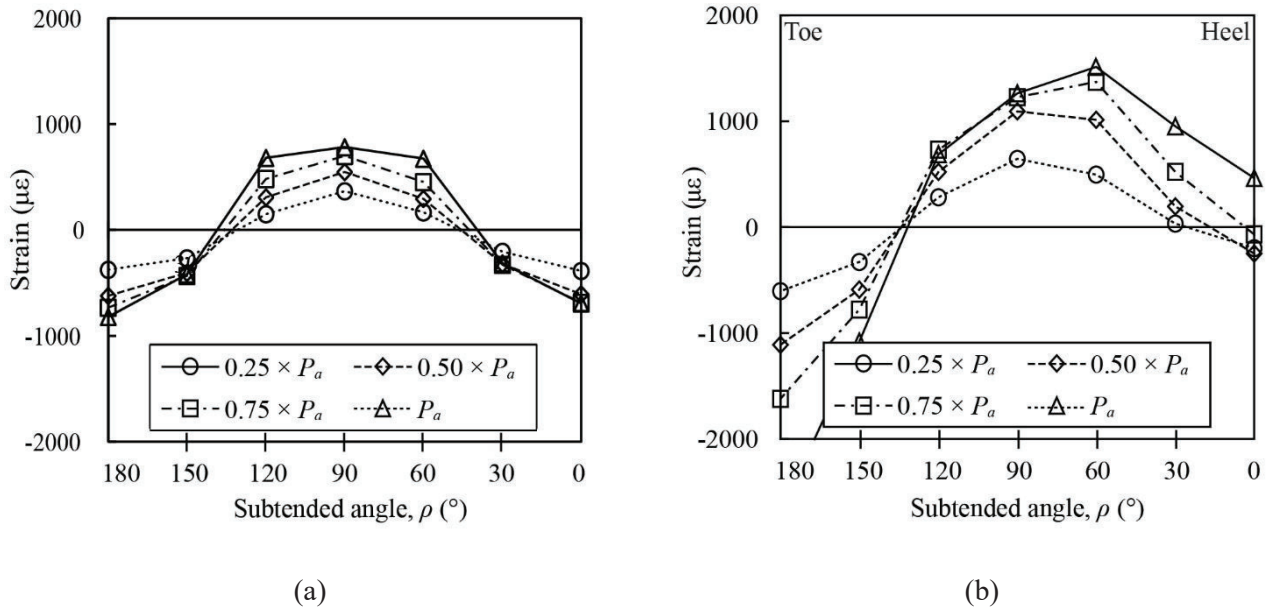 2000
1000
0
-1000
-2000
Strain (με)
0.25 × Pa
0.50 × Pa
0.75 × Pa
Pa
180 150 120 90 60 30 0
Subtended angle, ρ (°)
(a)
2000
1000
0
-1000
-2000
Strain (με)
Toe Heel
0.25 × Pa
0.50 × Pa
0.75 × Pa
Pa
180 150 120 90 60 30 0
Subtended angle, ρ (°)
(b)